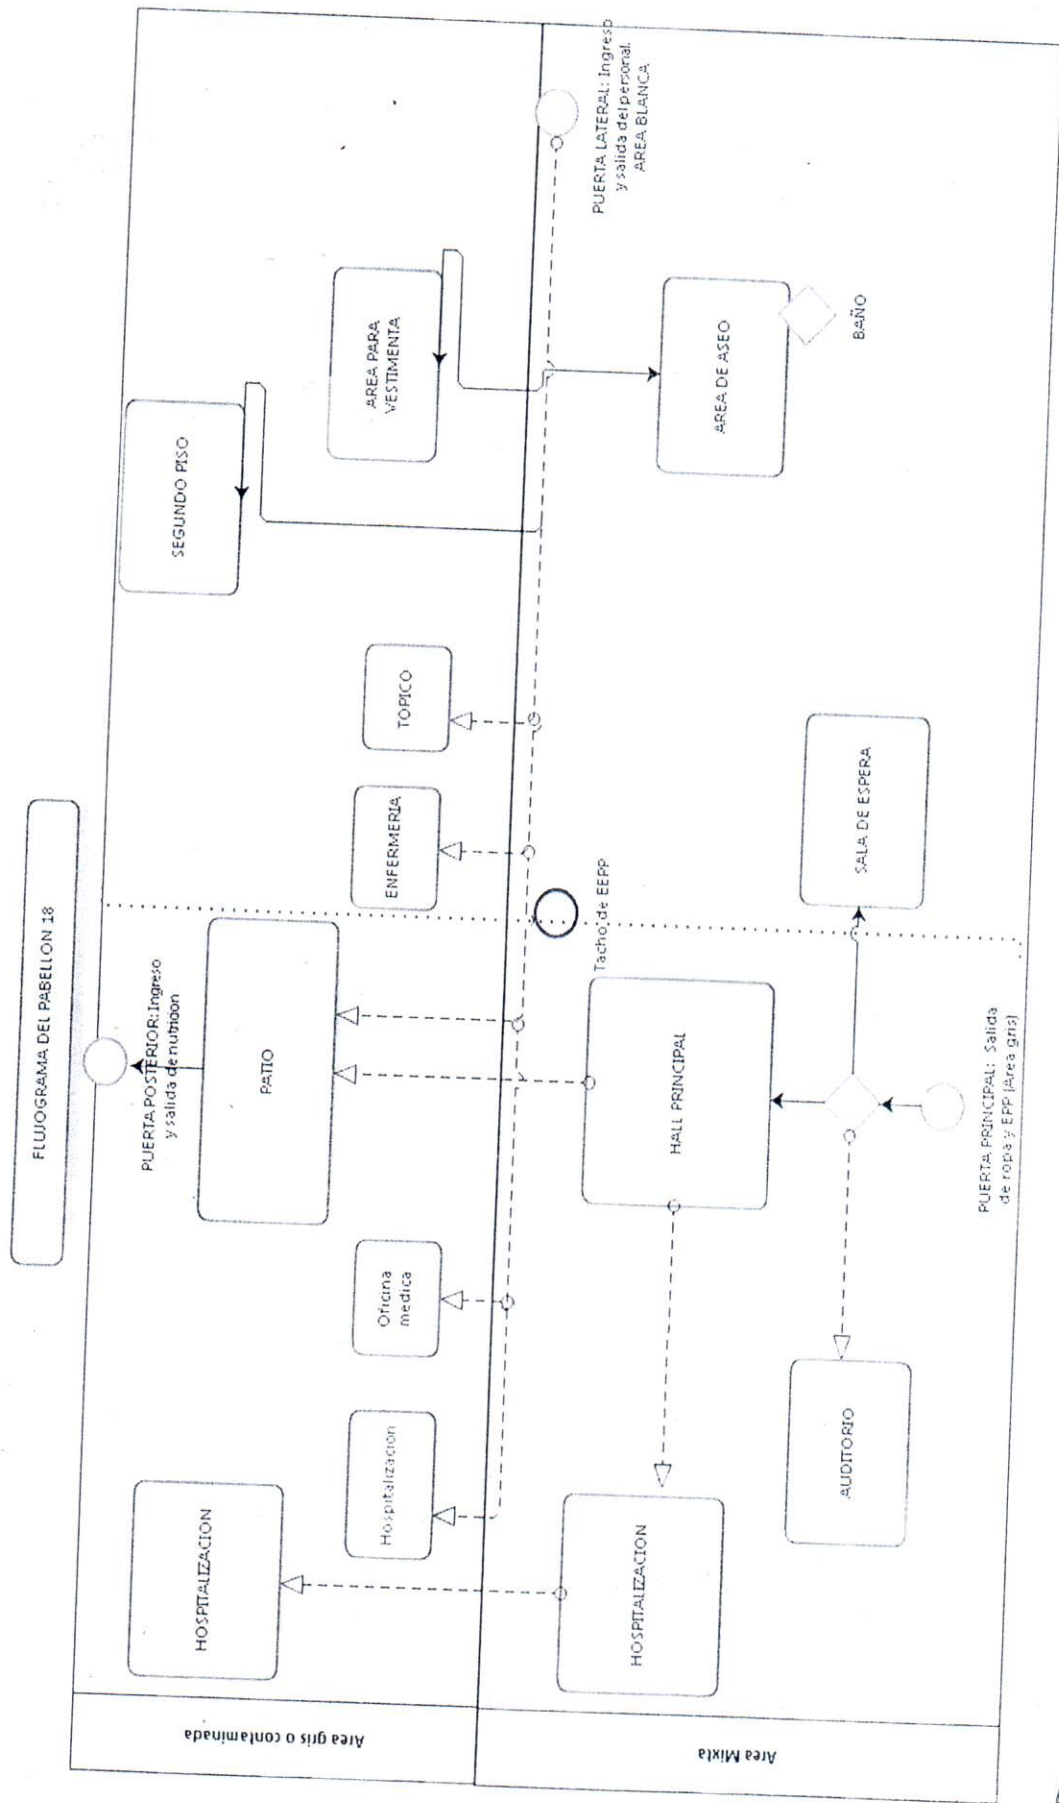 FLUJOGRAMA DEL PABELLON 18
Area gris o contaminada
HOSPITALIZACION
Hospitalizacion
Oficina
medica
PUERTA POSTERIOR: Ingreso
y salida de nutricion
PATIO
ENFERMERIA
TOPICO
SEGUNDO PISO
AREA PARA
VESTIMENTA
Area Mixta
HOSPITALIZACION
HALL PRINCIPAL
Tacho de EEPP
AUDITORIO
SALA DE ESPERA
PUERTA PRINCIPAL: Salida
de ropa y EPP (Area gris)
AREA DE ASEO
BAÑO
PUERTA LATERAL: Ingreso
y salida del personal.
AREA BLANCA